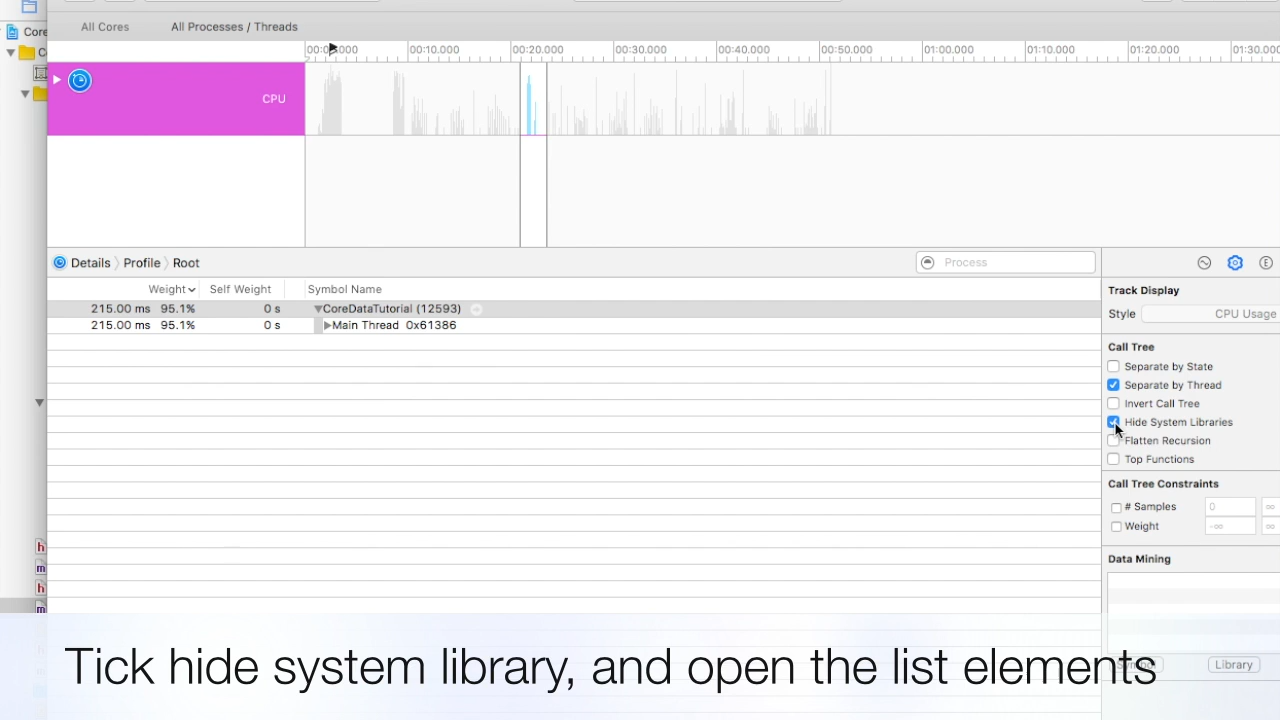 All Cores All Processes / Threads
Core
00:10.000 00:20.000 00:30.000 00:40.000 00:50.000 01:00.000 01:10.000 01:20.000 01:30.000
CPU
Details Profile Root Process
Weight Self Weight Symbol Name
215.00 ms 95.1% 0 s CoreDataTutorial (12593)
215.00 ms 95.1% 0 s Main Thread 0x61386
Track Display
Style CPU Usage
Call Tree
Separate by State
Separate by Thread
Invert Call Tree
Hide System Libraries
Flatten Recursion
Top Functions
Call Tree Constraints
# Samples 0 ∞
Weight -∞ ∞
Data Mining
h
m
h
m
Library
Tick hide system library, and open the list elements